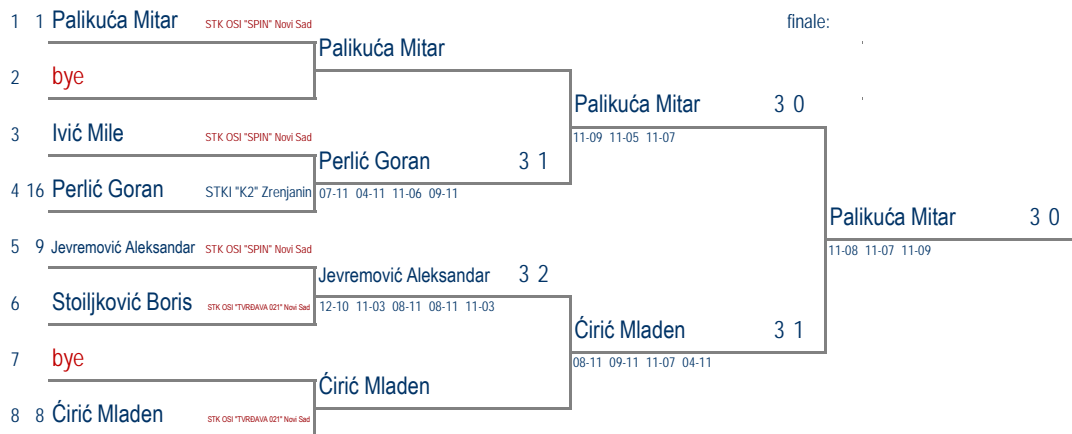 1 1 Palikuća Mitar STK OSI "SPIN" Novi Sad
finale:
Palikuća Mitar
2 bye
Palikuća Mitar 3 0
11-09 11-05 11-07
3 Ivić Mile STK OSI "SPIN" Novi Sad
Perlić Goran 3 1
4 16 Perlić Goran STKI "K2" Zrenjanin
07-11 04-11 11-06 09-11
Palikuća Mitar 3 0
11-08 11-07 11-09
5 9 Jevremović Aleksandar STK OSI "SPIN" Novi Sad
Jevremović Aleksandar 3 2
6 Stoiljković Boris STK OSI "TVRĐAVA 021" Novi Sad
12-10 11-03 08-11 08-11 11-03
Ćirić Mladen 3 1
08-11 09-11 11-07 04-11
7 bye
Ćirić Mladen
8 8 Ćirić Mladen STK OSI "TVRĐAVA 021" Novi Sad